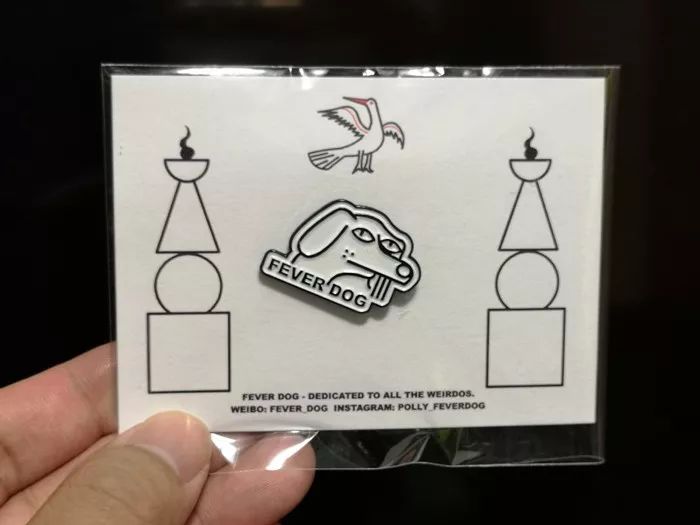 FEVER DOG
FEVER DOG - DEDICATED TO ALL THE WEIRDOS.
WEIBO: FEVER_DOG INSTAGRAM: POLLY_FEVERDOG